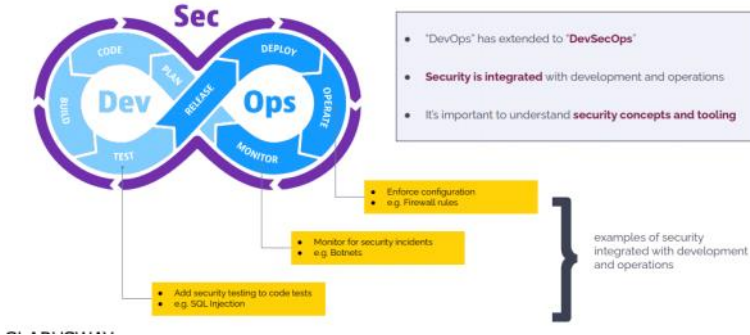 Sec
CODE
PLAN
BUILD
Dev
TEST
RELEASE
DEPLOY
Ops
OPERATE
MONITOR
"DevOps" has extended to "DevSecOps"
Security is integrated with development and operations
It's important to understand security concepts and tooling
Enforce configuration
e.g. Firewall rules
Monitor for security incidents
e.g. Botnets
Add security testing to code tests
e.g. SQL Injection
examples of security
integrated with development
and operations